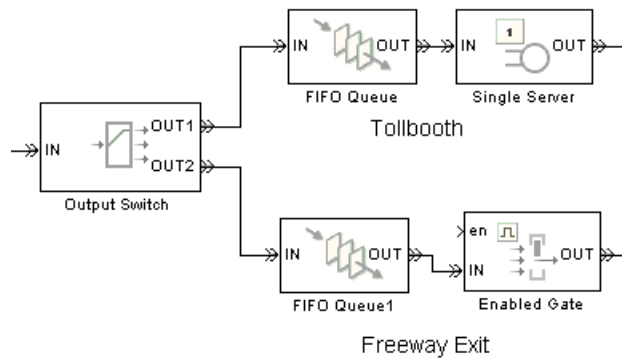 IN
OUT
FIFO Queue
1
IN
OUT
Single Server
Tollbooth
IN
OUT1
OUT2
Output Switch
IN
OUT
FIFO Queue1
en
IN
OUT
Enabled Gate
Freeway Exit